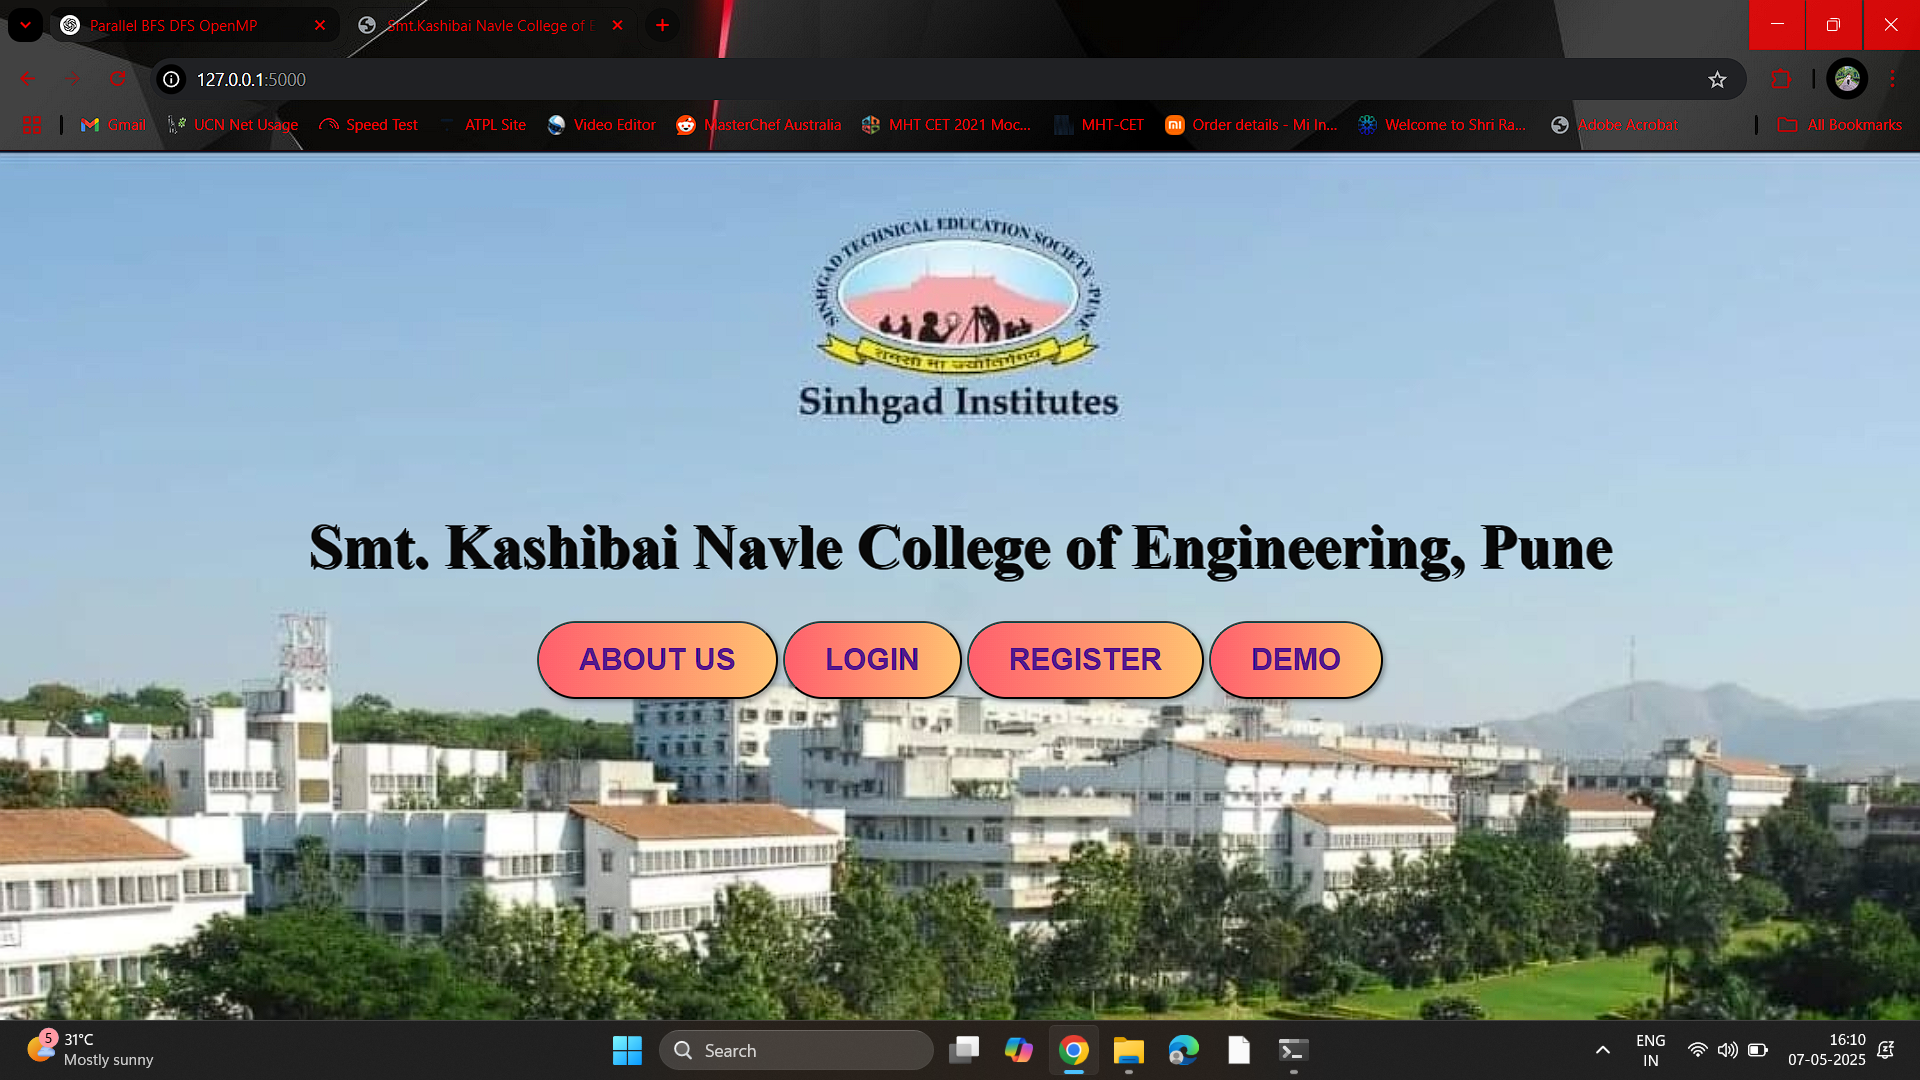 Parallel BFS DFS OpenMP
Smt.Kashibai Navle College of E
127.0.0.1:5000
Gmail
UCN Net Usage
Speed Test
ATPL Site
Video Editor
MasterChef Australia
MHT CET 2021 Moc...
MHT-CET
Order details - Mi In...
Welcome to Shri Ra...
Adobe Acrobat
All Bookmarks
SINHGAD TECHNICAL EDUCATION SOCIETY - PUNE
Sinhgad Institutes
Smt. Kashibai Navle College of Engineering, Pune
ABOUT US
LOGIN
REGISTER
DEMO
5
31°C
Mostly sunny
Search
ENG
IN
16:10
07-05-2025